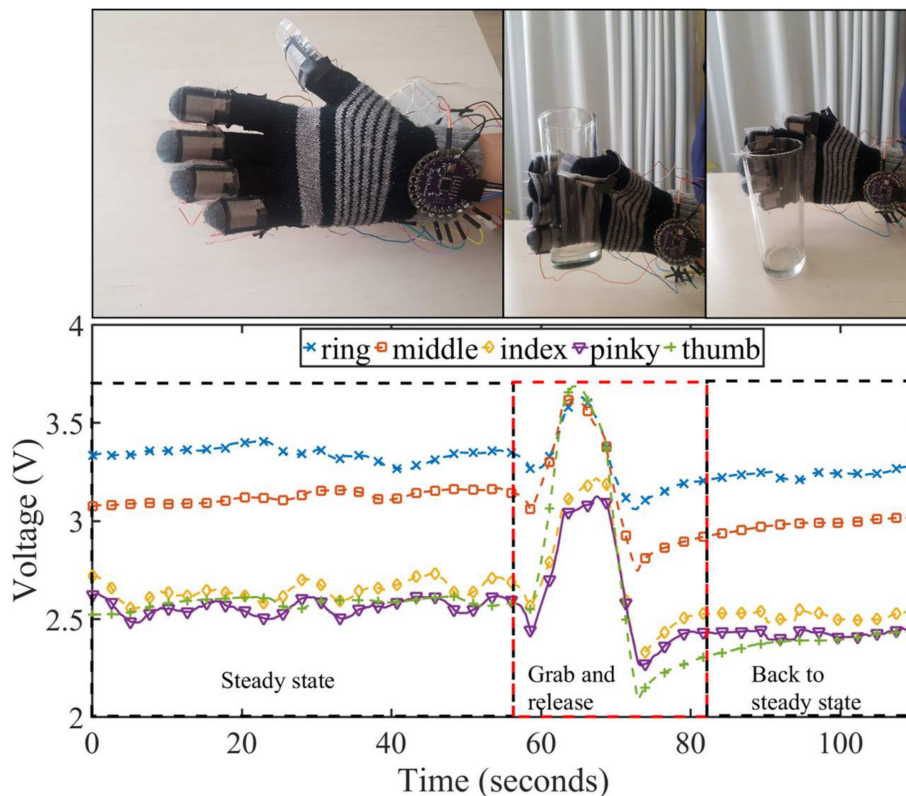 4
ring middle index pinky thumb
3.5
3
2.5
2
Voltage (V)
Steady state
Grab and
release
Back to
steady state
0 20 40 60 80 100
Time (seconds)